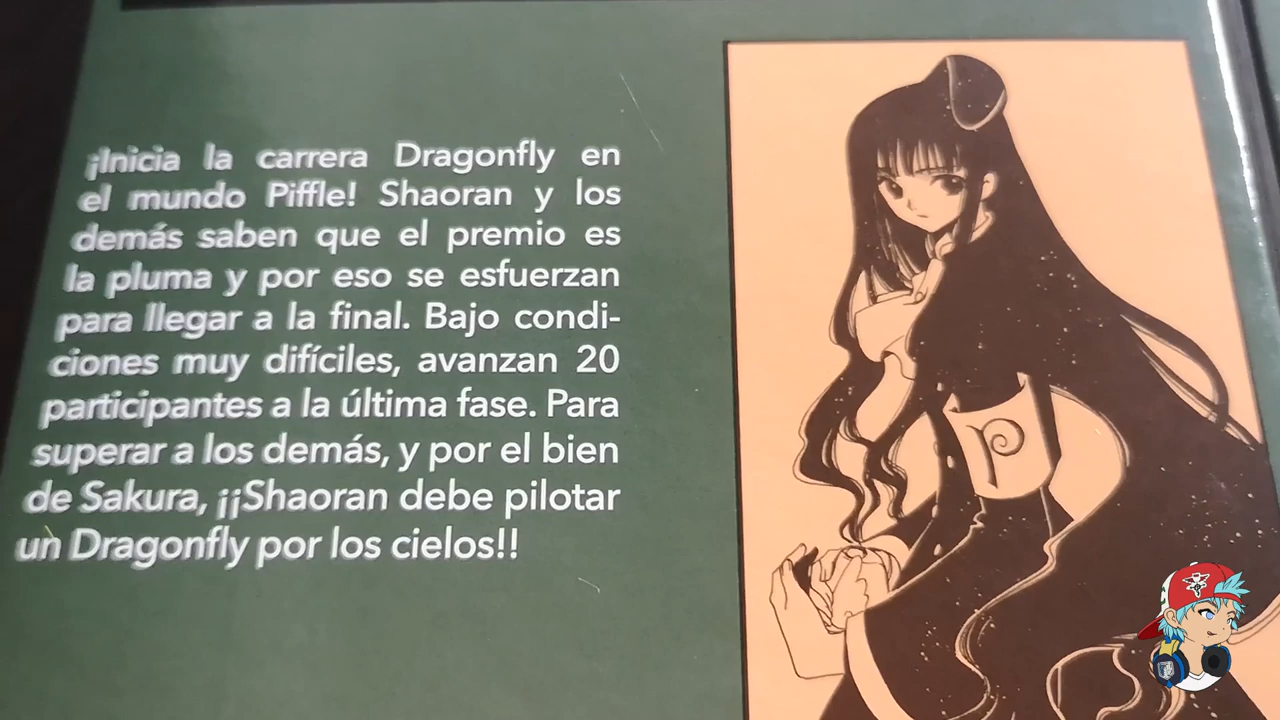 ¡Inicia la carrera Dragonfly en
el mundo Piffle! Shaoran y los
demás saben que el premio es
la pluma y por eso se esfuerzan
para llegar a la final. Bajo condi-
ciones muy difíciles, avanzan 20
participantes a la última fase. Para
superar a los demás, y por el bien
de Sakura, ¡¡Shaoran debe pilotar
un Dragonfly por los cielos!!